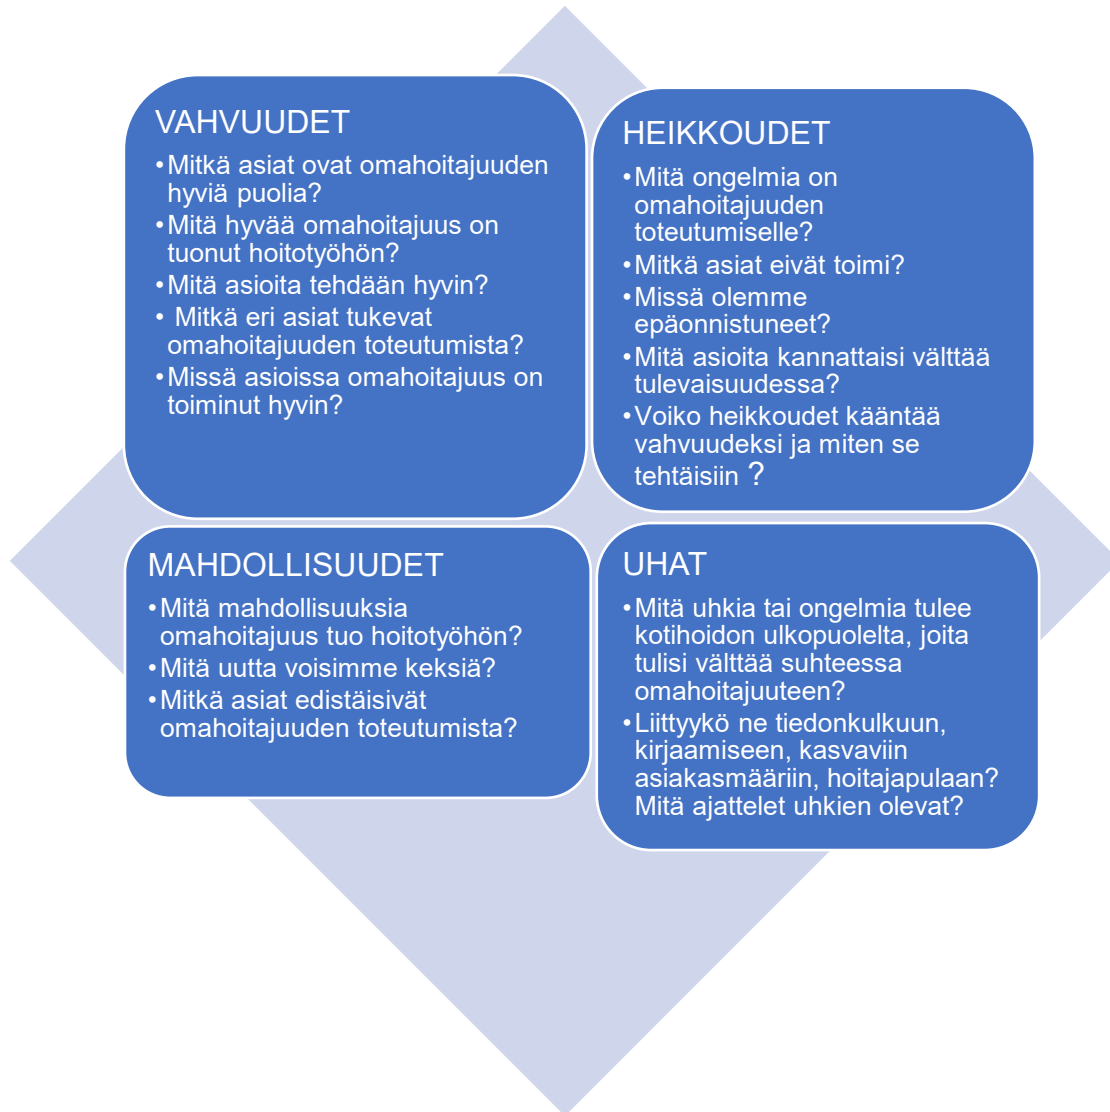 VAHVUUDET
•Mitkä asiat ovat omahoitajuuden
hyviä puolia?
•Mitä hyvää omahoitajuus on
tuonut hoitotyöhön?
•Mitä asioita tehdään hyvin?
• Mitkä eri asiat tukevat
omahoitajuuden toteutumista?
•Missä asioissa omahoitajuus on
toiminut hyvin?
HEIKKOUDET
•Mitä ongelmia on
omahoitajuuden
toteutumiselle?
•Mitkä asiat eivät toimi?
•Missä olemme
epäonnistuneet?
•Mitä asioita kannattaisi välttää
tulevaisuudessa?
•Voiko heikkoudet kääntää
vahvuudeksi ja miten se
tehtäisiin ?
MAHDOLLISUUDET
•Mitä mahdollisuuksia
omahoitajuus tuo hoitotyöhön?
•Mitä uutta voisimme keksiä?
•Mitkä asiat edistäisivät
omahoitajuuden toteutumista?
UHAT
•Mitä uhkia tai ongelmia tulee
kotihoidon ulkopuolelta, joita
tulisi välttää suhteessa
omahoitajuuteen?
•Liittyykö ne tiedonkulkuun,
kirjaamiseen, kasvaviin
asiakasmääriin, hoitajapulaan?
Mitä ajattelet uhkien olevat?